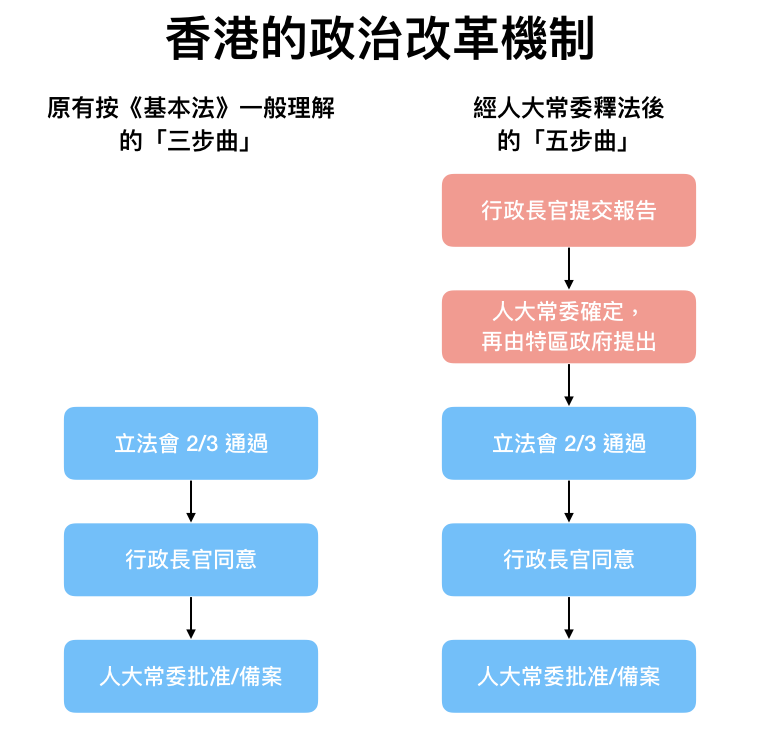 香港的政治改革機制
原有按《基本法》一般理解
的「三步曲」
經人大常委釋法後
的「五步曲」
行政長官提交報告
人大常委確定，
再由特區政府提出
立法會 2/3 通過
行政長官同意
人大常委批准/備案
立法會 2/3 通過
行政長官同意
人大常委批准/備案